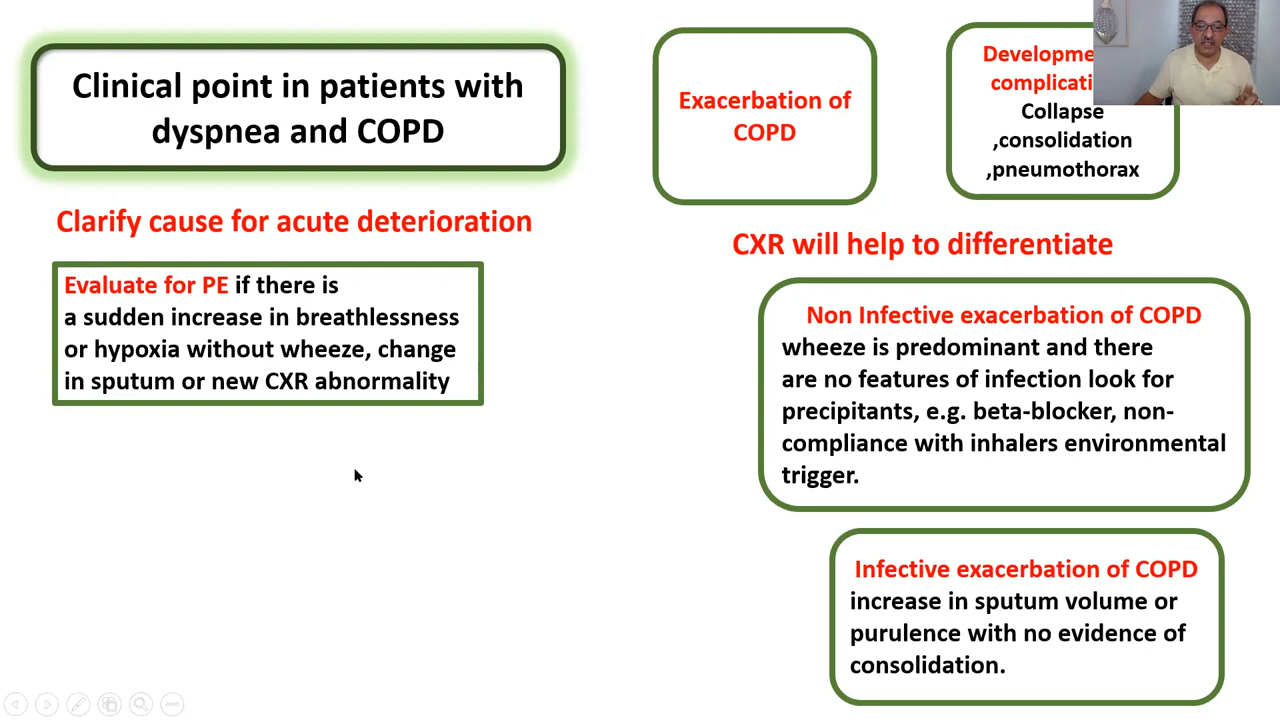 Clinical point in patients with
dyspnea and COPD
Clarify cause for acute deterioration
Evaluate for PE if there is
a sudden increase in breathlessness
or hypoxia without wheeze, change
in sputum or new CXR abnormality
Exacerbation of
COPD
Collapse
,consolidation
,pneumothorax
CXR will help to differentiate
Non Infective exacerbation of COPD
wheeze is predominant and there
are no features of infection look for
precipitants, e.g. beta-blocker, non-
compliance with inhalers environmental
trigger.
Infective exacerbation of COPD
increase in sputum volume or
purulence with no evidence of
consolidation.